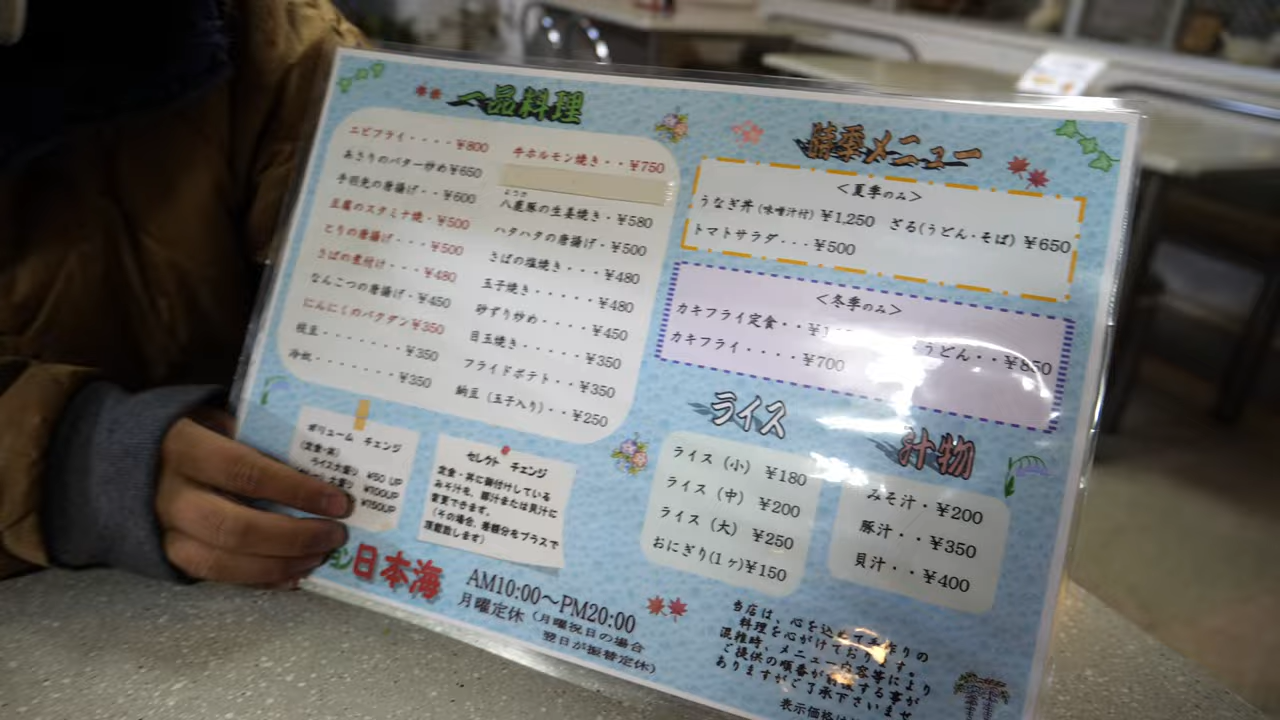 一品料理
エビフライ・・・・¥800
あさりのバター炒め¥650
手羽先の唐揚げ・・¥600
豆腐のスタミナ焼・¥500
とりの唐揚げ・・・¥500
さばの煮付け・・・¥480
なんこつの唐揚げ・¥450
にんにくのバクダン¥350
枝豆・・・・・・・¥350
冷奴・・・・・・・¥350
牛ホルモン焼き・・¥750
ようか
八鹿豚の生姜焼き・¥580
ハタハタの唐揚げ・¥500
さばの塩焼き・・・¥480
玉子焼き・・・・・¥480
砂ずり炒め・・・・¥450
目玉焼き・・・・・¥350
フライドポテト・・¥350
納豆(玉子入り)・・¥250
ボリューム チェンジ
(定食・丼)
ライス大盛り ¥50 UP
大盛り ¥100UP
¥150UP
セレクト チェンジ
定食・丼に御付けしている
みそ汁を、豚汁または貝汁に
変更できます。
(その場合、差額分をプラスで
頂戴致します)
日本海
AM10:00~PM20:00
月曜定休(月曜祝日の場合
翌日が振替定休)
季メニュー
<夏季のみ>
うなぎ丼(味噌汁付)¥1,250 ざる(うどん・そば)¥650
トマトサラダ・・・¥500
<冬季のみ>
カキフライ定食・・¥1
うどん・・¥850
カキフライ・・・・¥700
ライス
ライス(小) ¥180
ライス(中) ¥200
ライス(大) ¥250
おにぎり(1ヶ)¥150
汁物
みそ汁・¥200
豚汁・・¥350
貝汁・・¥400
当店は、心を込めて手作りの
料理を心がけております。
混雑時、メニュー内容等により
ご提供の順番が する事が
ありますがご了承下さいませ
表示価格は